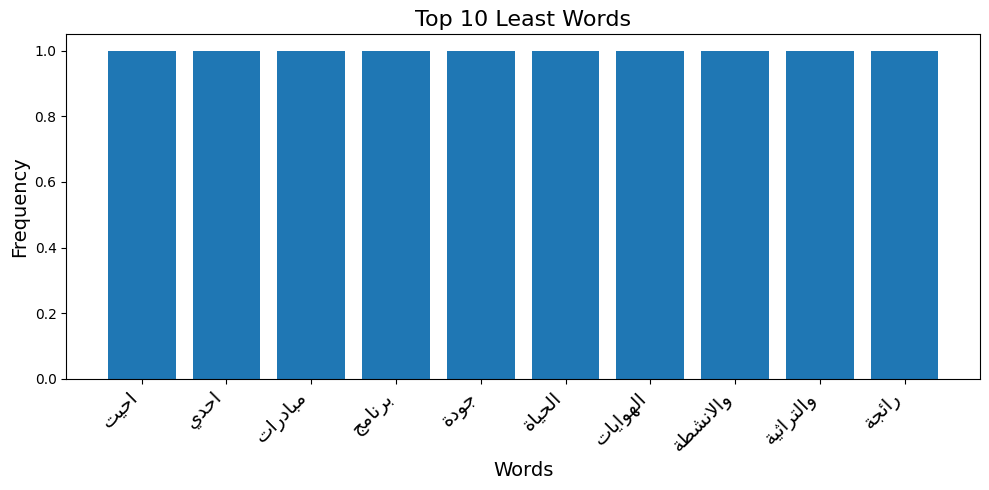 Top 10 Least Words
Frequency
1.0
0.8
0.6
0.4
0.2
0.0
احيت
احدي
مبادرات
برنامج
جودة
الحياة
الهوايات
والانشطة
والتراثية
رائجة
Words